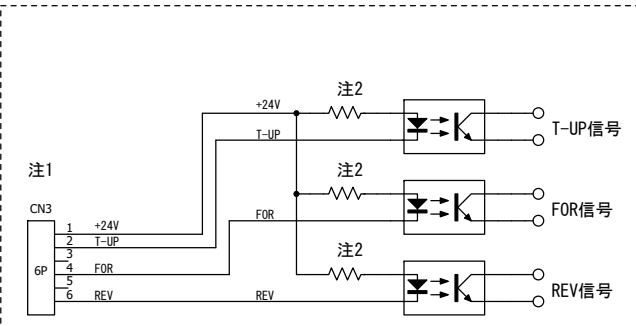 注2
+24V
T-UP
T-UP信号
注1
注2
CN3
FOR
FOR信号
1 +24V
2 T-UP
3
6P 4 FOR
5
6 REV
注2
REV
REV信号